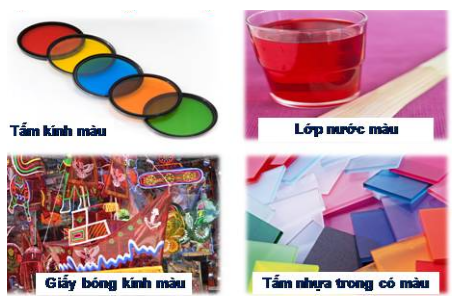 Tấm kính màu
Lớp nước màu
Giấy bóng kính màu
Tấm nhựa trong có màu